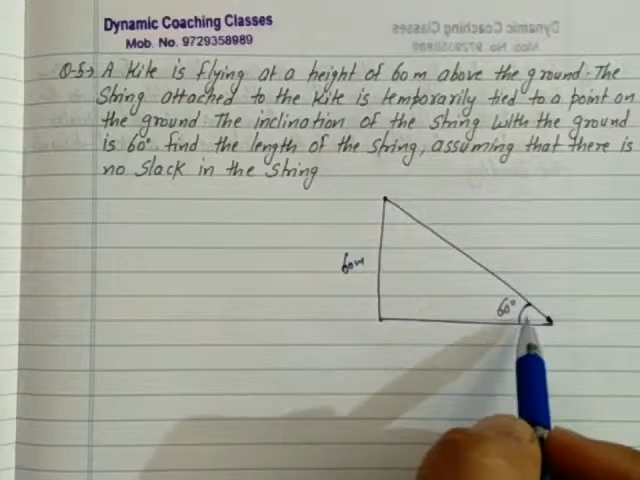 Dynamic Coaching Classes
Mob. No. 9729358989
Q-5→ A Kite is flying at a height of 60m above the ground. The
String attached to the Kite is temporarily tied to a point on
the ground. The inclination of the string with the ground
is 60° find the length of the string, assuming that there is
no Slack in the String
60m
60°